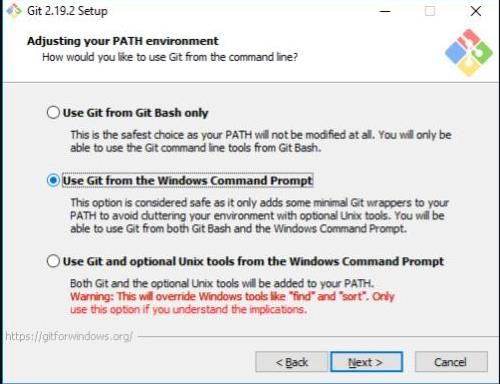 Git 2.19.2 Setup
Adjusting your PATH environment
How would you like to use Git from the command line?
Use Git from Git Bash only
This is the safest choice as your PATH will not be modified at all. You will only be
able to use the Git command line tools from Git Bash.
Use Git from the Windows Command Prompt
This option is considered safe as it only adds some minimal Git wrappers to your
PATH to avoid cluttering your environment with optional Unix tools. You will be
able to use Git from both Git Bash and the Windows Command Prompt.
Use Git and optional Unix tools from the Windows Command Prompt
Both Git and the optional Unix tools will be added to your PATH.
Warning: This will override Windows tools like "find" and "sort". Only
use this option if you understand the implications.
https://gitforwindows.org/
< Back
Next >
Cancel